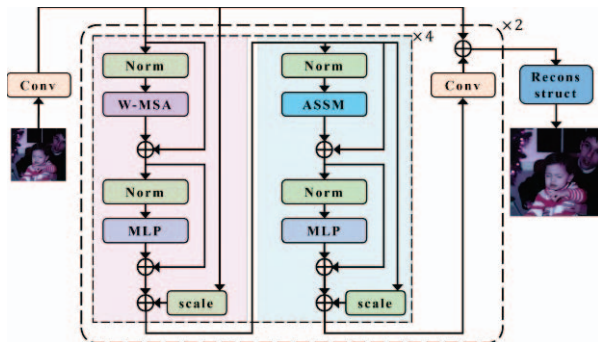 ×2
×4
Conv
Norm
W-MSA
Norm
MLP
scale
Norm
ASSM
Norm
MLP
scale
Conv
Recons
struct